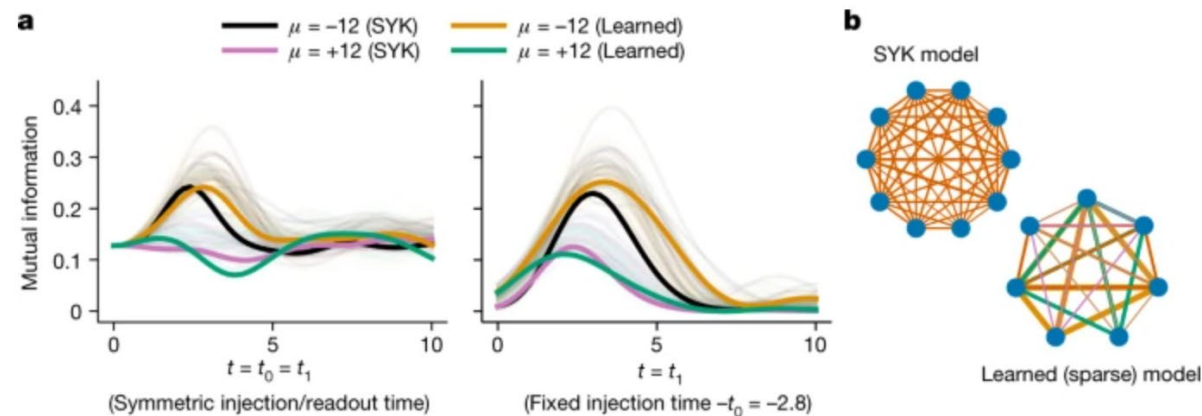 a
μ = –12 (SYK)
μ = –12 (Learned)
μ = +12 (SYK)
μ = +12 (Learned)
Mutual information
0.4
0.3
0.2
0.1
0
0
5
10
t = t₀ = t₁
(Symmetric injection/readout time)
0
5
10
t = t₁
(Fixed injection time –t₀ = –2.8)
b
SYK model
Learned (sparse) model